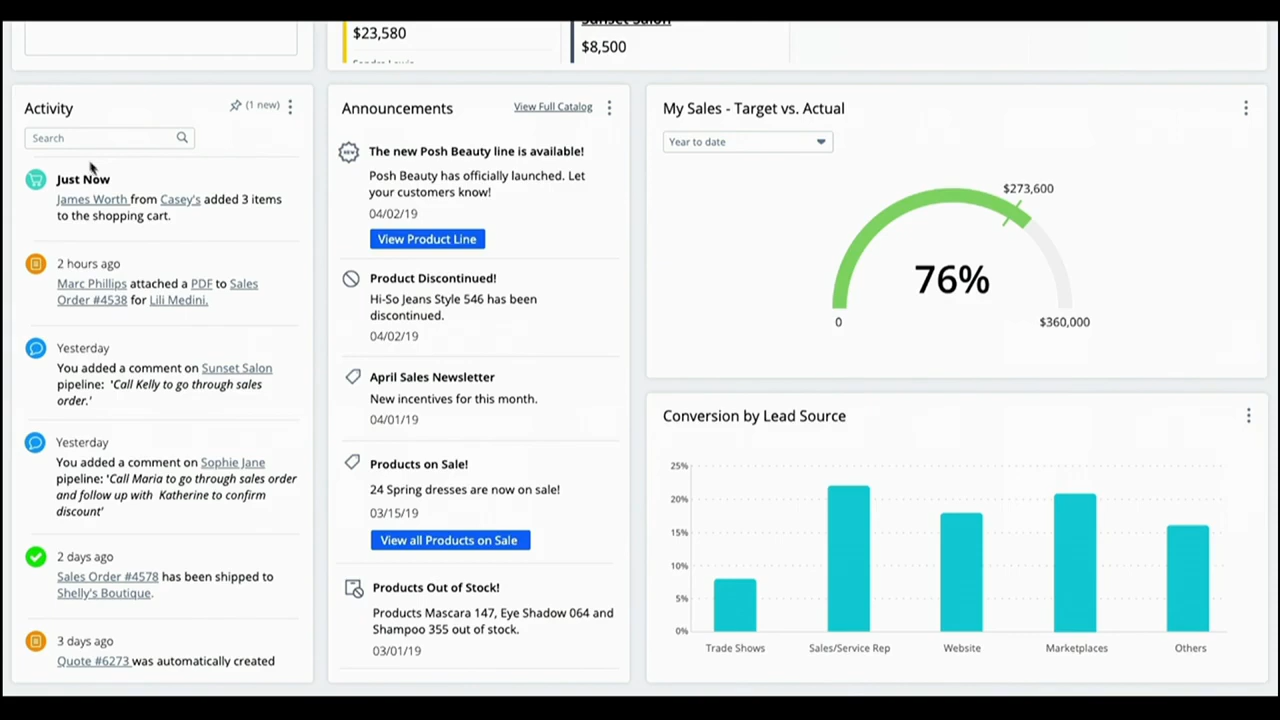 $23,580
Sunset Salon
$8,500
Activity
(1 new)
Search
Just Now
James Worth from Casey's added 3 items
to the shopping cart.
2 hours ago
Marc Phillips attached a PDF to Sales
Order #4538 for Lili Medini.
Yesterday
You added a comment on Sunset Salon
pipeline: 'Call Kelly to go through sales
order.'
Yesterday
You added a comment on Sophie Jane
pipeline: 'Call Maria to go through sales order
and follow up with Katherine to confirm
discount'
2 days ago
Sales Order #4578 has been shipped to
Shelly's Boutique.
3 days ago
Quote #6273 was automatically created
Announcements
View Full Catalog
NEW
The new Posh Beauty line is available!
Posh Beauty has officially launched. Let
your customers know!
04/02/19
View Product Line
Product Discontinued!
Hi-So Jeans Style 546 has been
discontinued.
04/02/19
April Sales Newsletter
New incentives for this month.
04/01/19
Products on Sale!
24 Spring dresses are now on sale!
03/15/19
View all Products on Sale
Products Out of Stock!
Products Mascara 147, Eye Shadow 064 and
Shampoo 355 out of stock.
03/01/19
My Sales - Target vs. Actual
Year to date
$273,600
76%
0
$360,000
Conversion by Lead Source
25%
20%
15%
10%
5%
0%
Trade Shows
Sales/Service Rep
Website
Marketplaces
Others